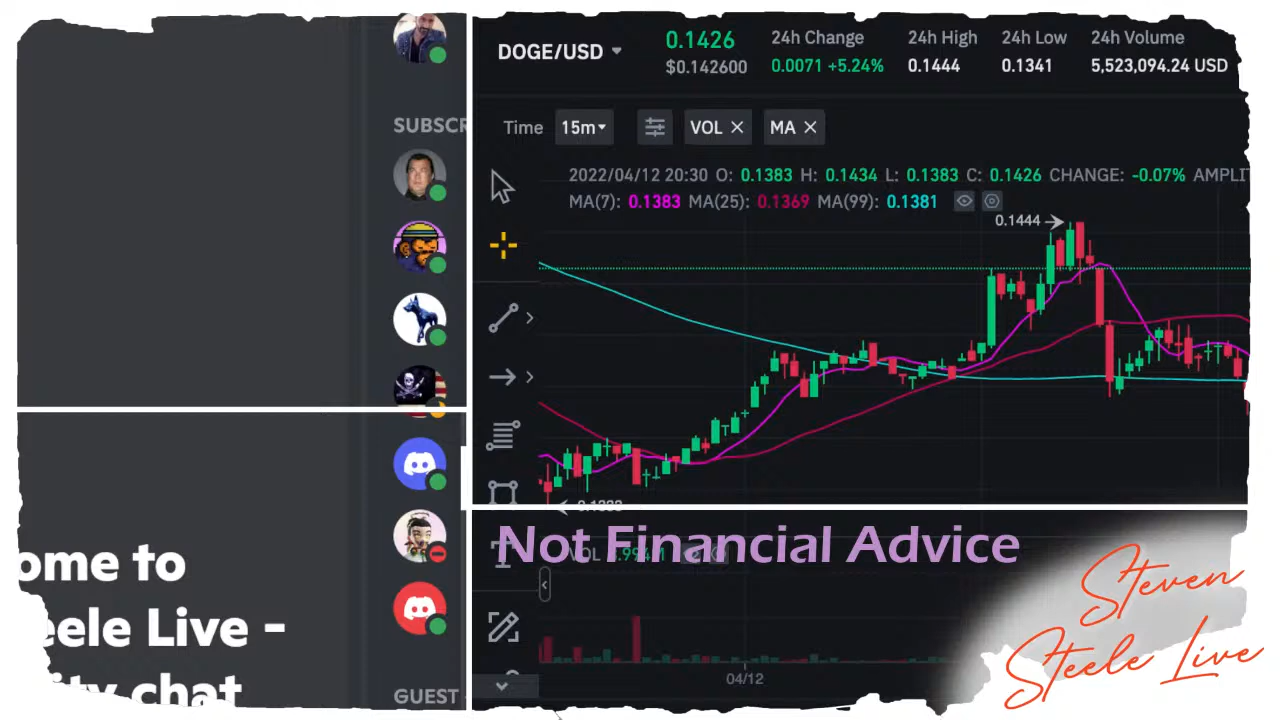 SUBSCR
ome to
eele Live -
ity chat
GUEST -
DOGE/USD
0.1426
$0.142600
24h Change
0.0071 +5.24%
24h High
0.1444
24h Low
0.1341
24h Volume
5,523,094.24 USD
Time 15m VOL MA
2022/04/12 20:30 O: 0.1383 H: 0.1434 L: 0.1383 C: 0.1426 CHANGE: -0.07% AMPLIT
MA(7): 0.1383 MA(25): 0.1369 MA(99): 0.1381
0.1444
Not Financial Advice
04/12
Steven
Steele Live